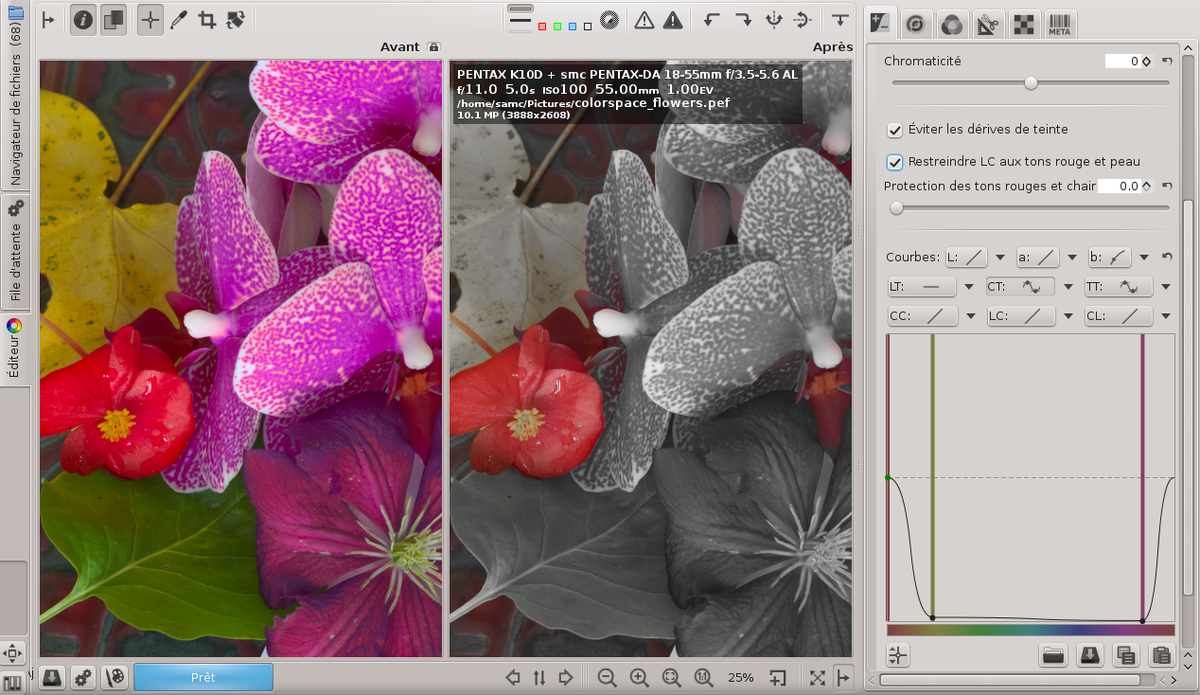 Navigateur de fichiers (68)
File d'attente
Éditeur
Avant
Après
META
PENTAX K10D + smc PENTAX-DA 18-55mm f/3.5-5.6 AL
f/11.0 5.0s ISO100 55.00mm 1.00EV
/home/samc/Pictures/colorspace_flowers.pef
10.1 MP (3888x2608)
Chromaticité 0
Éviter les dérives de teinte
Restreindre LC aux tons rouge et peau
Protection des tons rouges et chair 0.0
Courbes: L: a: b:
LT: CT: TT:
CC: LC: CL:
Prêt
25%